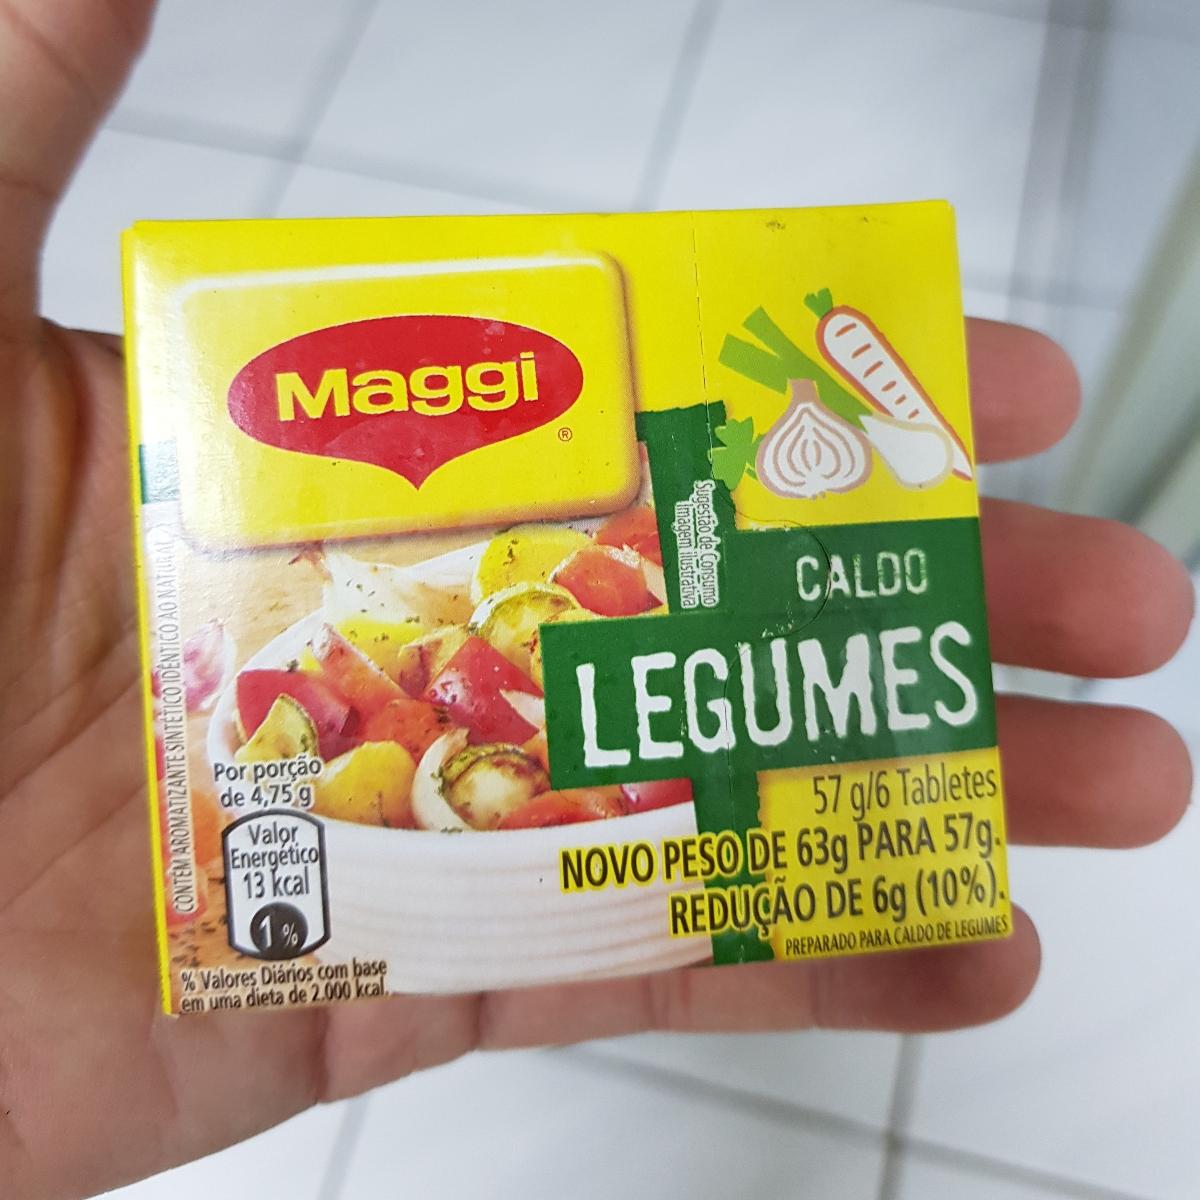 Maggi
®
Sugestão de Consumo
Imagem ilustrativa
CALDO
LEGUMES
57 g/6 Tabletes
NOVO PESO DE 63g PARA 57g.
REDUÇÃO DE 6g (10%).
PREPARADO PARA CALDO DE LEGUMES
CONTÉM AROMATIZANTE SINTÉTICO IDÊNTICO AO NATURAL
Por porção
de 4,75 g
Valor
Energético
13 kcal
1 %
% Valores Diários com base
em uma dieta de 2.000 kcal.